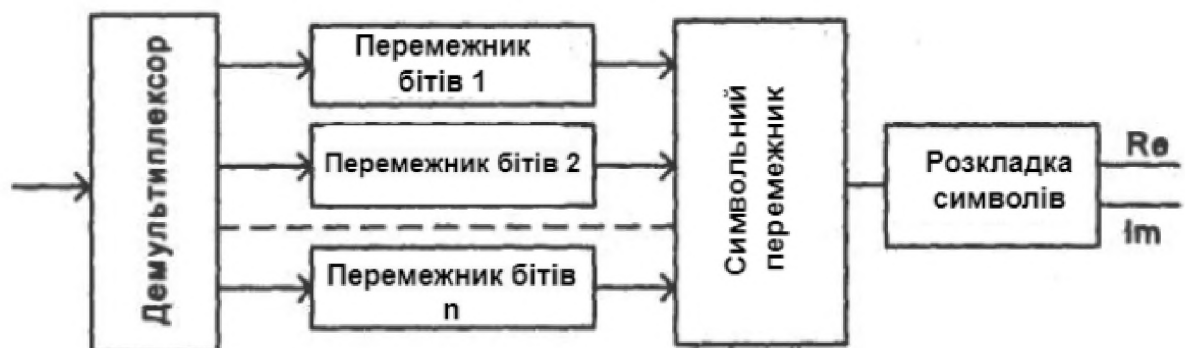 Демультиплексор
Перемежник
бітів 1
Перемежник бітів 2
Перемежник бітів
n
Символьний
перемежник
Розкладка
символів
Re
Im